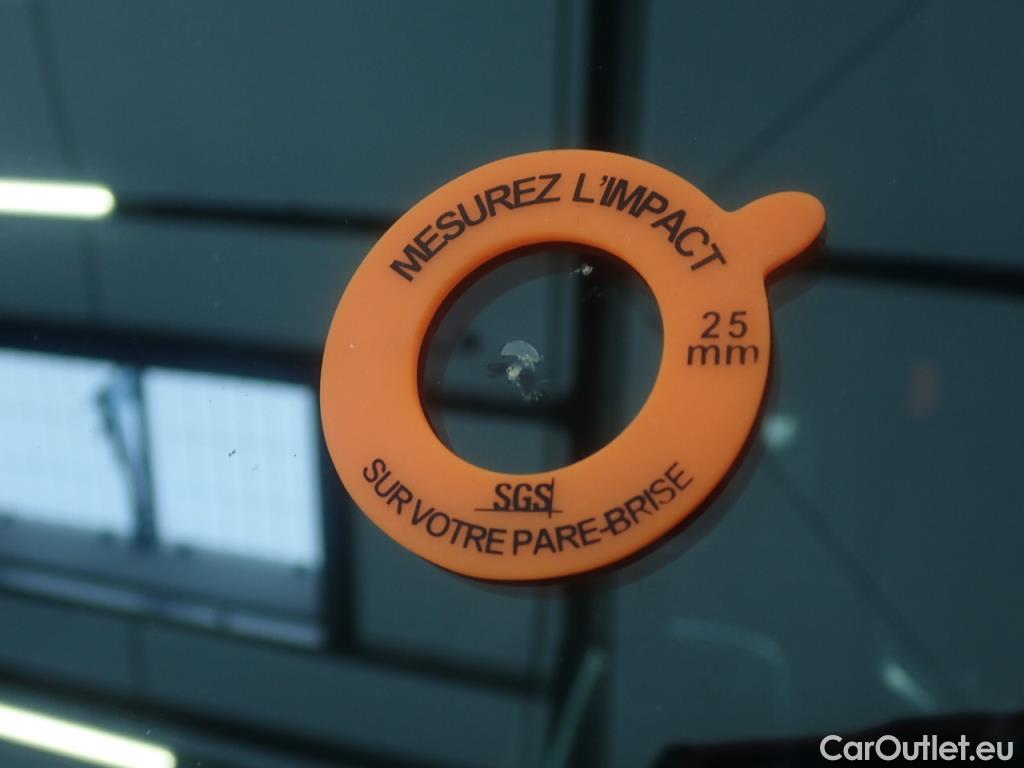 MESUREZ L'IMPACT
25
mm
SGS
SUR VOTRE PARE-BRISE
CarOutlet.eu